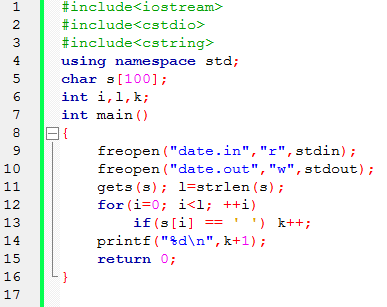 1 #include<iostream>
2 #include<cstdio>
3 #include<cstring>
4 using namespace std;
5 char s[100];
6 int i,l,k;
7 int main()
8 {
9 freopen("date.in","r",stdin);
10 freopen("date.out","w",stdout);
11 gets(s); l=strlen(s);
12 for(i=0; i<l; ++i)
13 if(s[i] == ' ') k++;
14 printf("%d\n",k+1);
15 return 0;
16 }
17